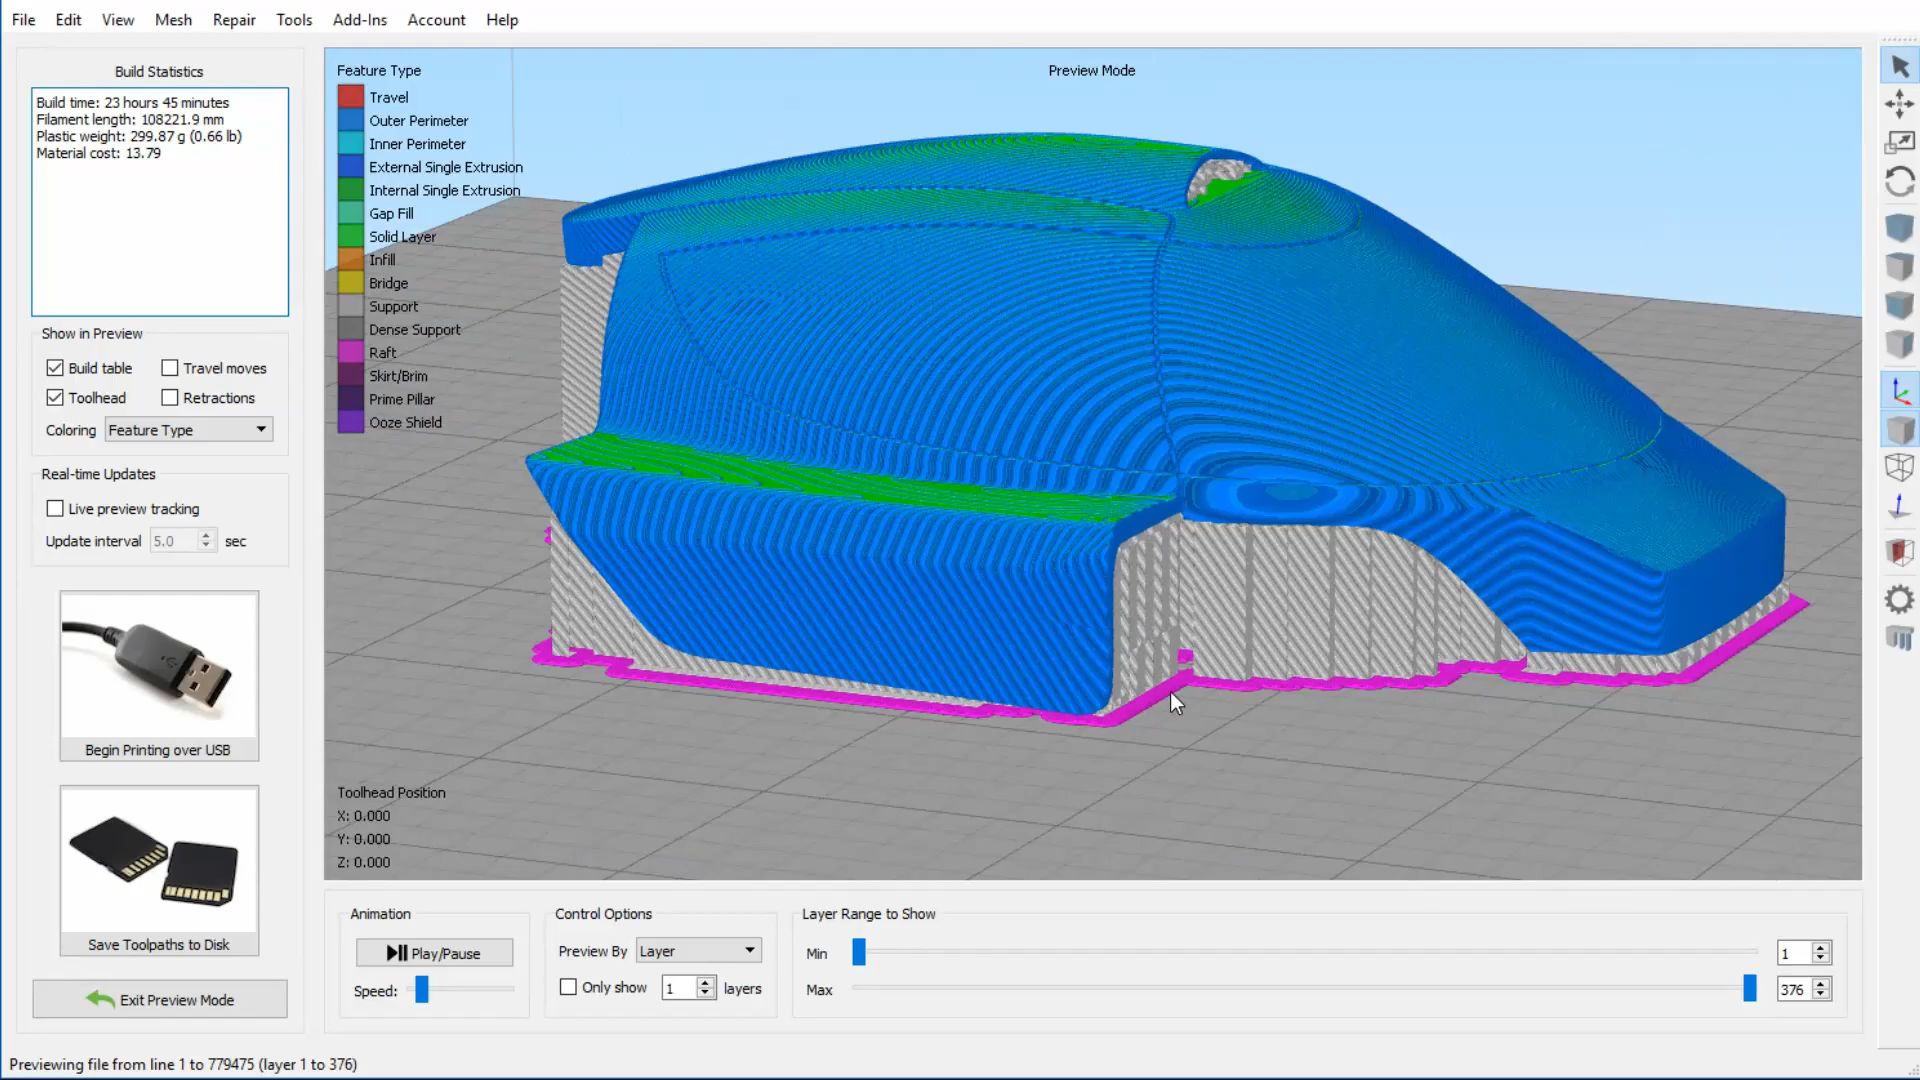 File Edit View Mesh Repair Tools Add-Ins Account Help
Build Statistics
Build time: 23 hours 45 minutes
Filament length: 108221.9 mm
Plastic weight: 299.87 g (0.66 lb)
Material cost: 13.79
Show in Preview
Build table Travel moves
Toolhead Retractions
Coloring Feature Type
Real-time Updates
Live preview tracking
Update interval 5.0 sec
Begin Printing over USB
Save Toolpaths to Disk
Exit Preview Mode
Feature Type
Travel
Outer Perimeter
Inner Perimeter
External Single Extrusion
Internal Single Extrusion
Gap Fill
Solid Layer
Infill
Bridge
Support
Dense Support
Raft
Skirt/Brim
Prime Pillar
Ooze Shield
Preview Mode
Toolhead Position
X: 0.000
Y: 0.000
Z: 0.000
Animation
Play/Pause
Speed:
Control Options
Preview By Layer
Only show 1 layers
Layer Range to Show
Min 1
Max 376
Previewing file from line 1 to 779475 (layer 1 to 376)